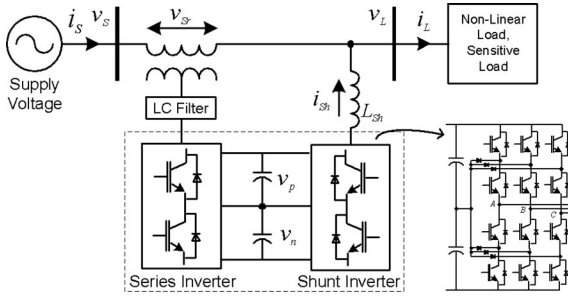 i_S
v_S
v_Sr
v_L
i_L
Non-Linear
Load,
Sensitive
Load
Supply
Voltage
LC Filter
i_Sh
L_Sh
v_p
v_n
Series Inverter
Shunt Inverter
A
B
C